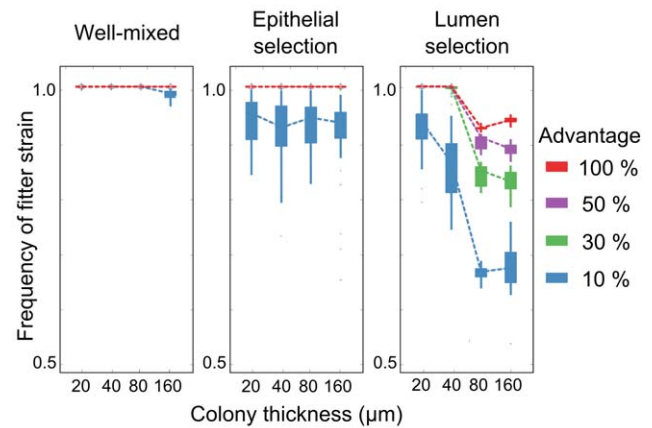 Well-mixed
Epithelial
selection
Lumen
selection
Frequency of fitter strain
1.0
0.5
20 40 80 160
1.0
0.5
20 40 80 160
1.0
0.5
20 40 80 160
Colony thickness (μm)
Advantage
100 %
50 %
30 %
10 %